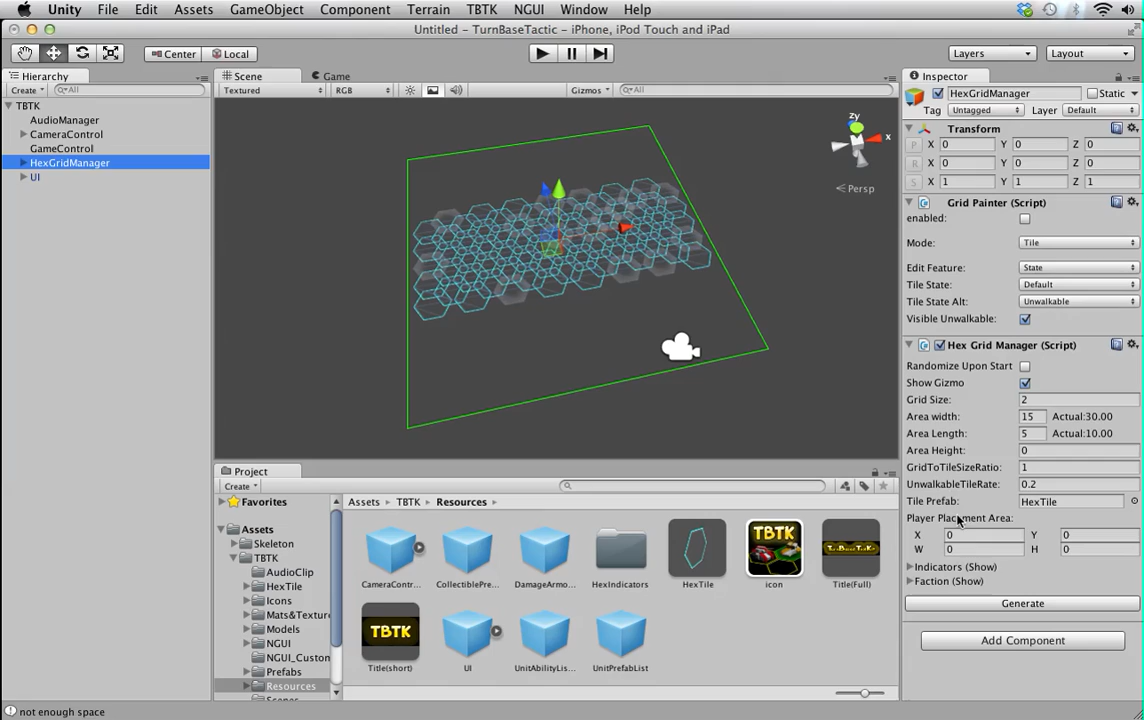 Unity File Edit Assets GameObject Component Terrain TBTK NGUI Window Help
Untitled - TurnBaseTactic - iPhone, iPod Touch and iPad
Center Local Layers Layout
Hierarchy
Create All
TBTK
AudioManager
CameraControl
GameControl
HexGridManager
UI
Scene Game
Textured RGB Gizmos All
Zy
x
Persp
Inspector
HexGridManager Static
Tag Untagged Layer Default
Transform
P X 0 Y 0 Z 0
R X 0 Y 0 Z 0
S X 1 Y 1 Z 1
Grid Painter (Script)
enabled:
Mode: Tile
Edit Feature: State
Tile State: Default
Tile State Alt: Unwalkable
Visible Unwalkable:
Hex Grid Manager (Script)
Randomize Upon Start
Show Gizmo
Grid Size: 2
Area width: 15 Actual:30.00
Area Length: 5 Actual:10.00
Area Height: 0
GridToTileSizeRatio: 1
UnwalkableTileRate: 0.2
Tile Prefab: HexTile
Player Placement Area:
X 0 Y 0
W 0 H 0
Indicators (Show)
Faction (Show)
Generate
Add Component
Project
Create
Favorites
Assets
Skeleton
TBTK
AudioClip
HexTile
Icons
Mats&Texture
Models
NGUI
NGUI_Custom
Prefabs
Resources
Scenes
Assets TBTK Resources
CameraContr... CollectiblePre... DamageArmo... HexIndicators HexTile icon Title(Full)
TBTK
TBTK
Title(short) UI UnitAbilityLis... UnitPrefabList
not enough space